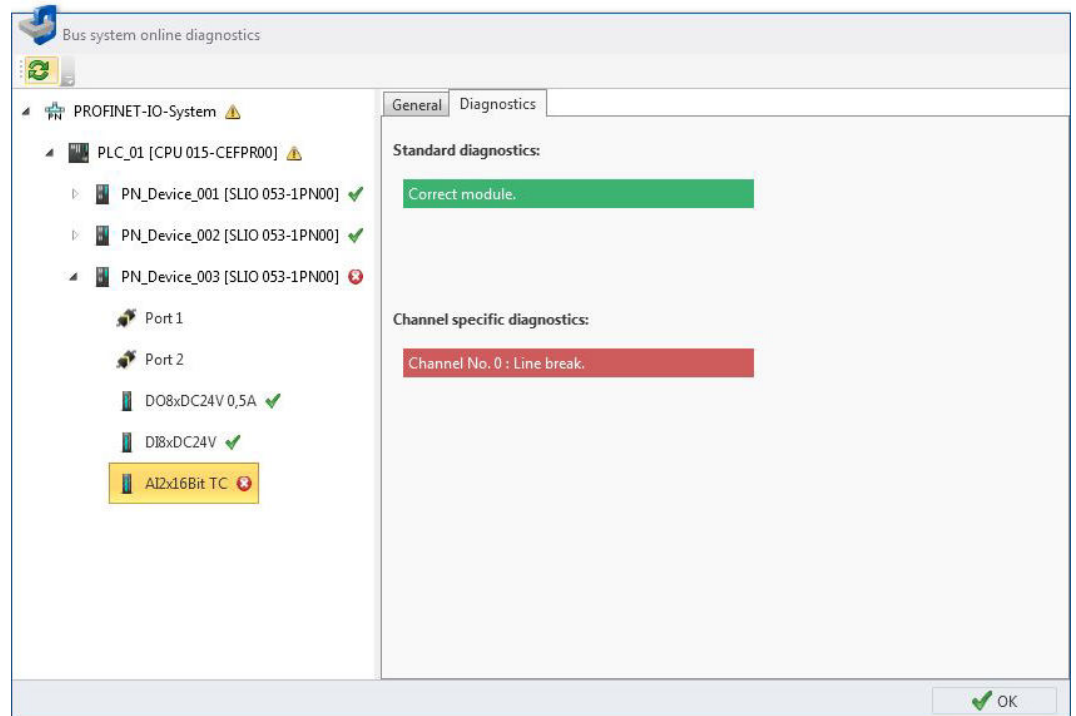 Bus system online diagnostics
PN
PROFINET-IO-System
PLC_01 [CPU 015-CEFPR00]
PN_Device_001 [SLIO 053-1PN00]
PN_Device_002 [SLIO 053-1PN00]
PN_Device_003 [SLIO 053-1PN00]
Port 1
Port 2
DO8xDC24V 0,5A
DI8xDC24V
AI2x16Bit TC
General Diagnostics
Standard diagnostics:
Correct module.
Channel specific diagnostics:
Channel No. 0 : Line break.
OK